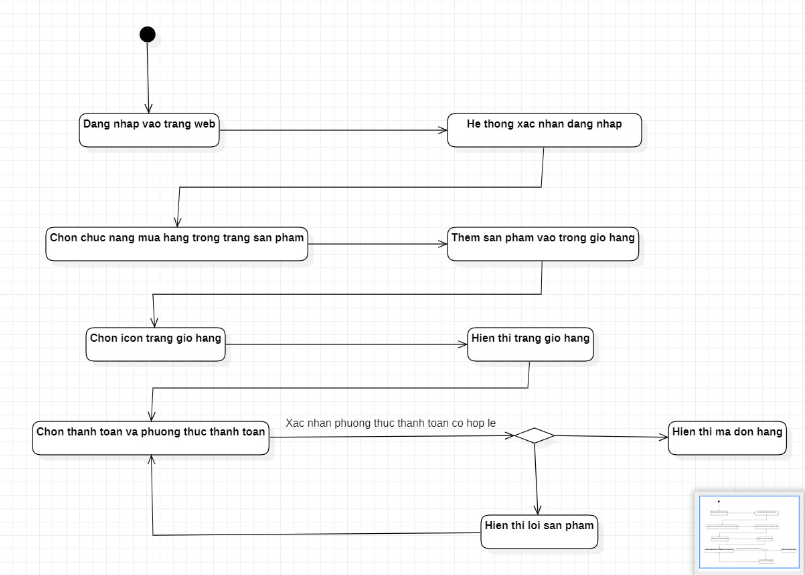 Dang nhap vao trang web
He thong xac nhan dang nhap
Chon chuc nang mua hang trong trang san pham
Them san pham vao trong gio hang
Chon icon trang gio hang
Hien thi trang gio hang
Chon thanh toan va phuong thuc thanh toan
Xac nhan phuong thuc thanh toan co hop le
Hien thi ma don hang
Hien thi loi san pham